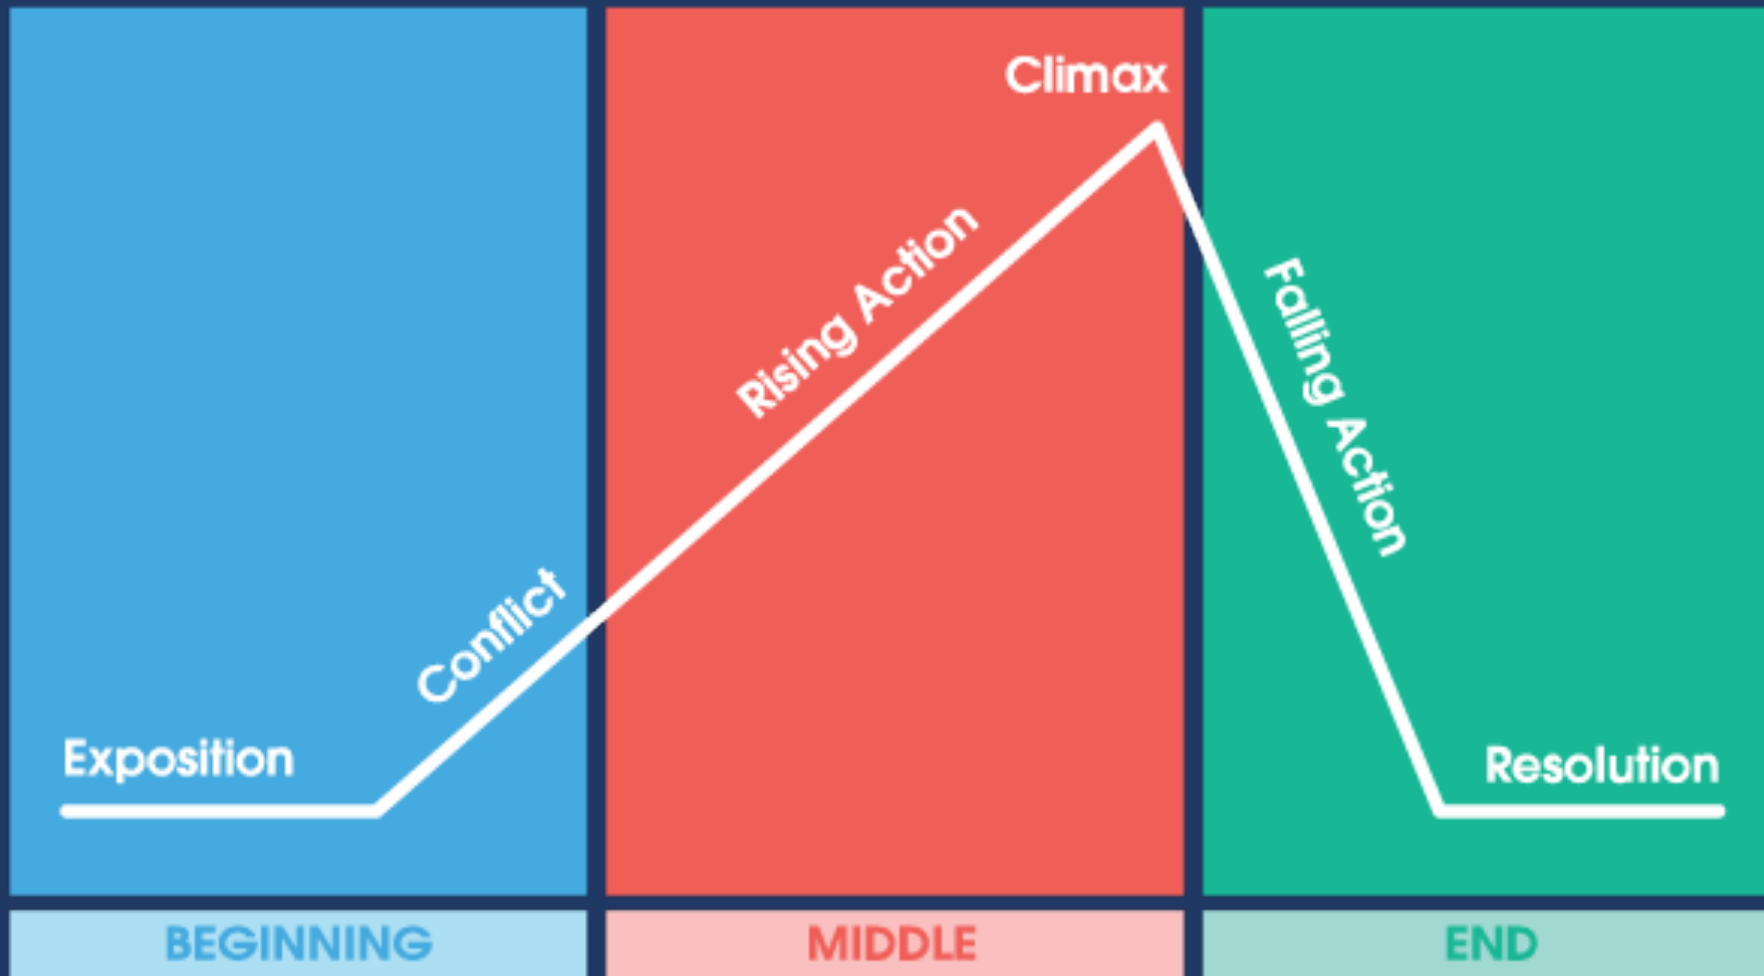 Exposition
Conflict
Rising Action
Climax
Falling Action
Resolution
BEGINNING
MIDDLE
END